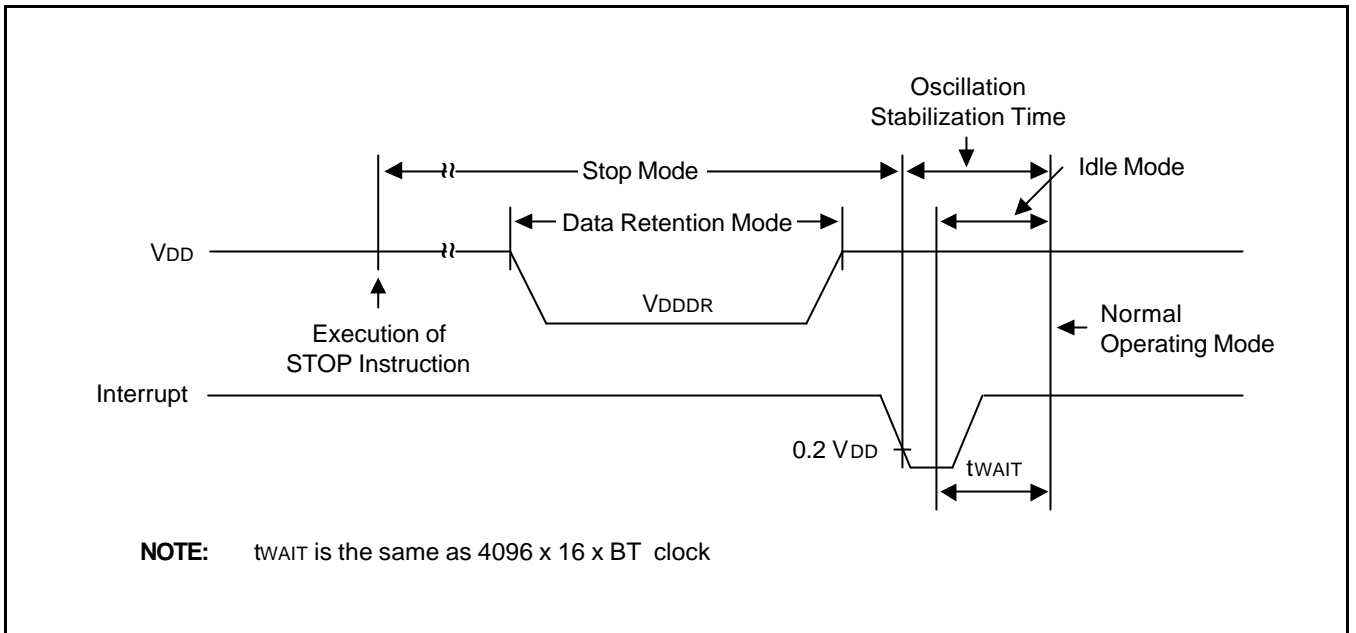 Oscillation
Stabilization Time
Stop Mode
Idle Mode
Data Retention Mode
VDD
VDDDR
Execution of
STOP Instruction
Normal
Operating Mode
Interrupt
0.2 VDD
tWAIT
NOTE: tWAIT is the same as 4096 x 16 x BT clock